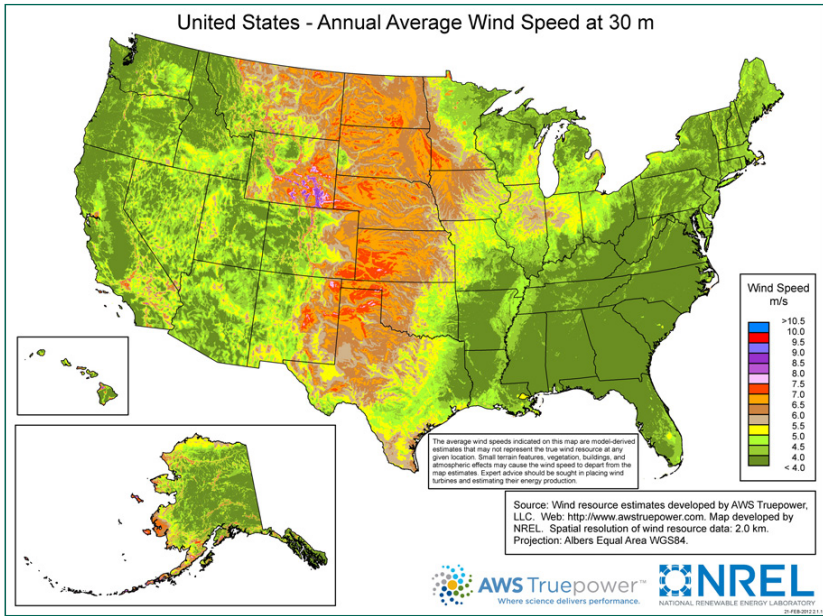 United States - Annual Average Wind Speed at 30 m
Wind Speed
m/s
>10.5
10.0
9.5
9.0
8.5
8.0
7.5
7.0
6.5
6.0
5.5
5.0
4.5
4.0
< 4.0
The average wind speeds indicated on this map are model-derived
estimates that may not represent the true wind resource at any
given location. Small terrain features, vegetation, buildings, and
atmospheric effects may cause the wind speed to depart from the
map estimates. Expert advice should be sought in placing wind
turbines and estimating their energy production.
Source: Wind resource estimates developed by AWS Truepower,
LLC. Web: http://www.awstruepower.com. Map developed by
NREL. Spatial resolution of wind resource data: 2.0 km.
Projection: Albers Equal Area WGS84.
AWS Truepower™
Where science delivers performance.
NREL
NATIONAL RENEWABLE ENERGY LABORATORY